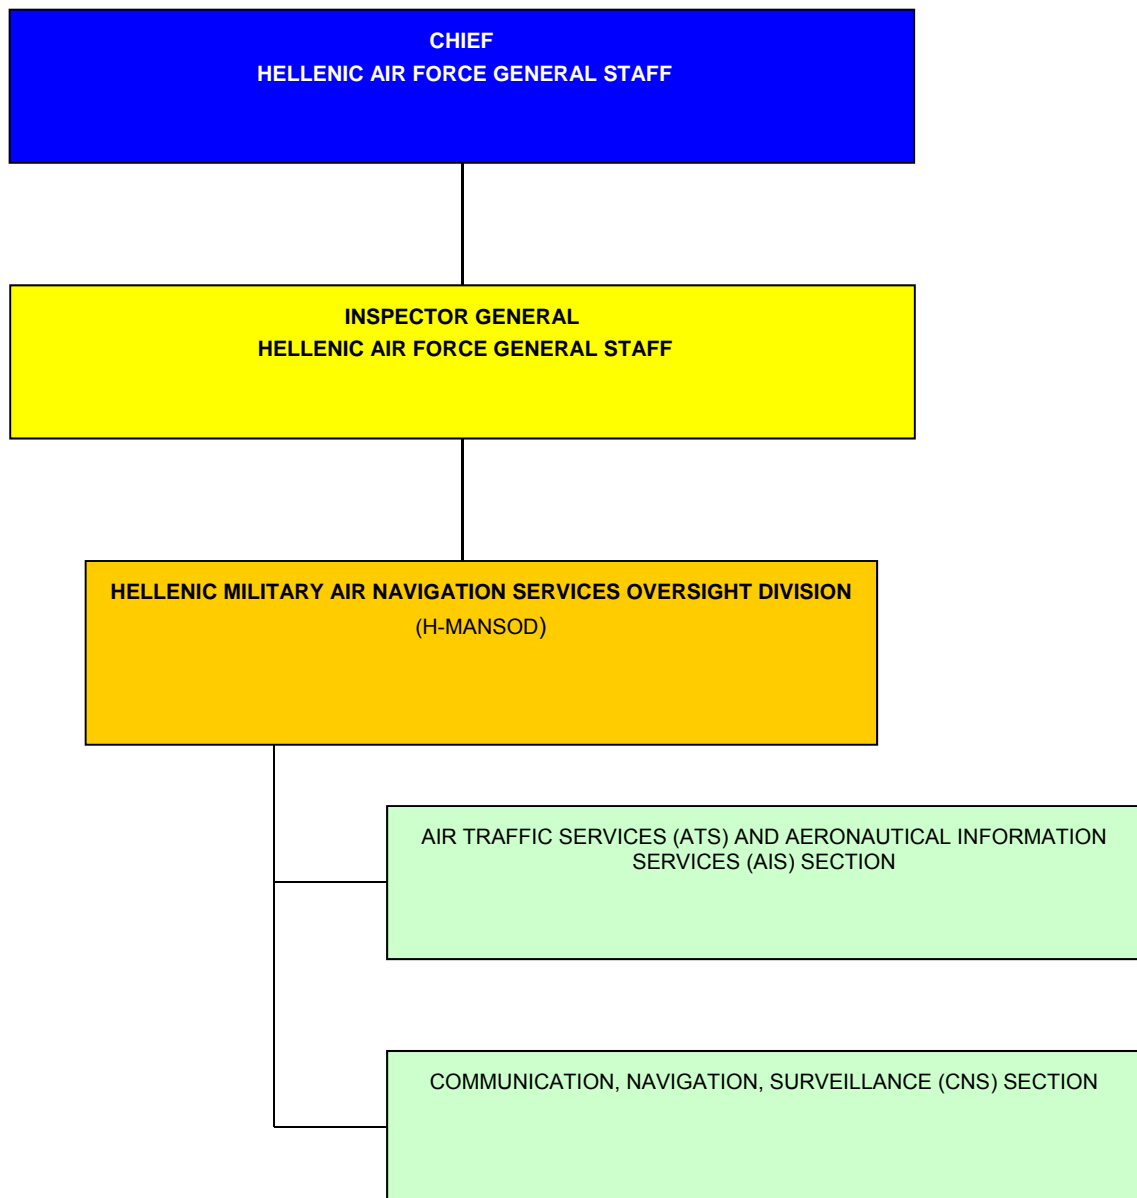 CHIEF
HELLENIC AIR FORCE GENERAL STAFF
INSPECTOR GENERAL
HELLENIC AIR FORCE GENERAL STAFF
HELLENIC MILITARY AIR NAVIGATION SERVICES OVERSIGHT DIVISION
(H-MANSOD)
AIR TRAFFIC SERVICES (ATS) AND AERONAUTICAL INFORMATION
SERVICES (AIS) SECTION
COMMUNICATION, NAVIGATION, SURVEILLANCE (CNS) SECTION